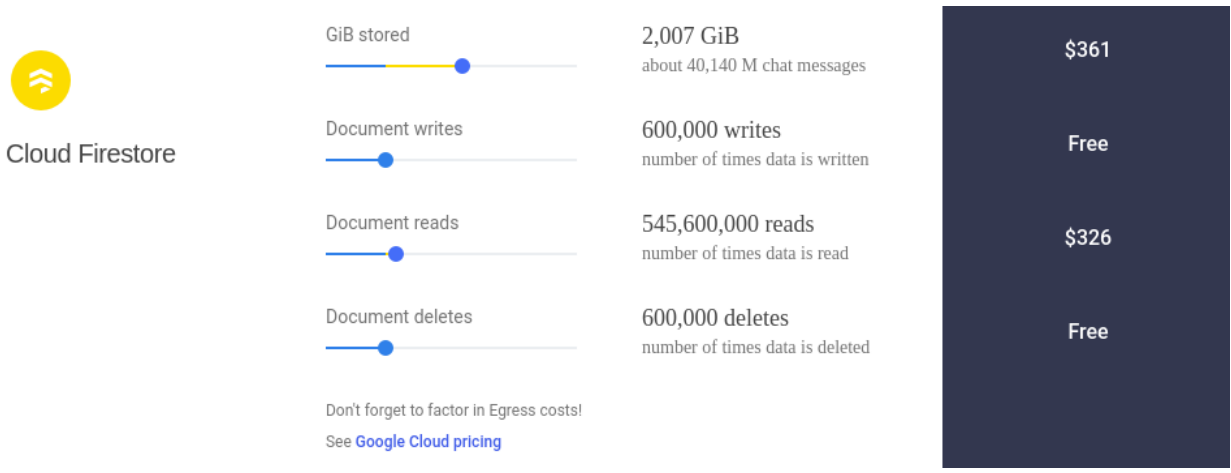 Cloud Firestore
GiB stored
2,007 GiB
about 40,140 M chat messages
$361
Document writes
600,000 writes
number of times data is written
Free
Document reads
545,600,000 reads
number of times data is read
$326
Document deletes
600,000 deletes
number of times data is deleted
Free
Don't forget to factor in Egress costs!
See Google Cloud pricing